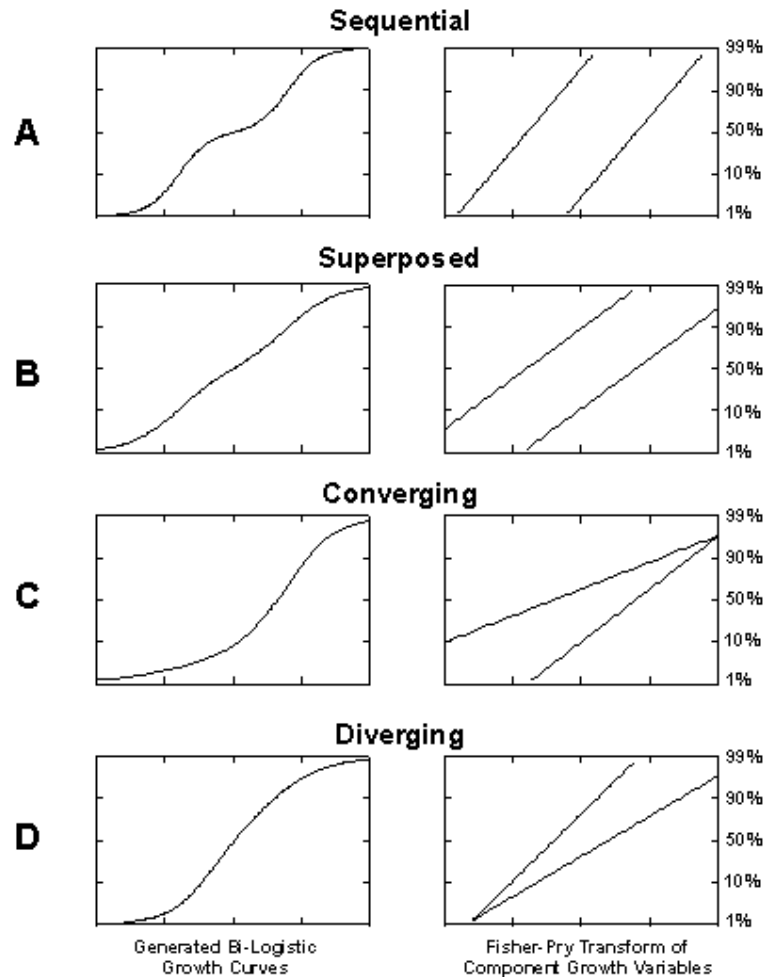 Sequential
A
99%
90%
50%
10%
1%
Superposed
B
99%
90%
50%
10%
1%
Converging
C
99%
90%
50%
10%
1%
Diverging
D
99%
90%
50%
10%
1%
Generated Bi-Logistic
Growth Curves
Fisher-Pry Transform of
Component Growth Variables